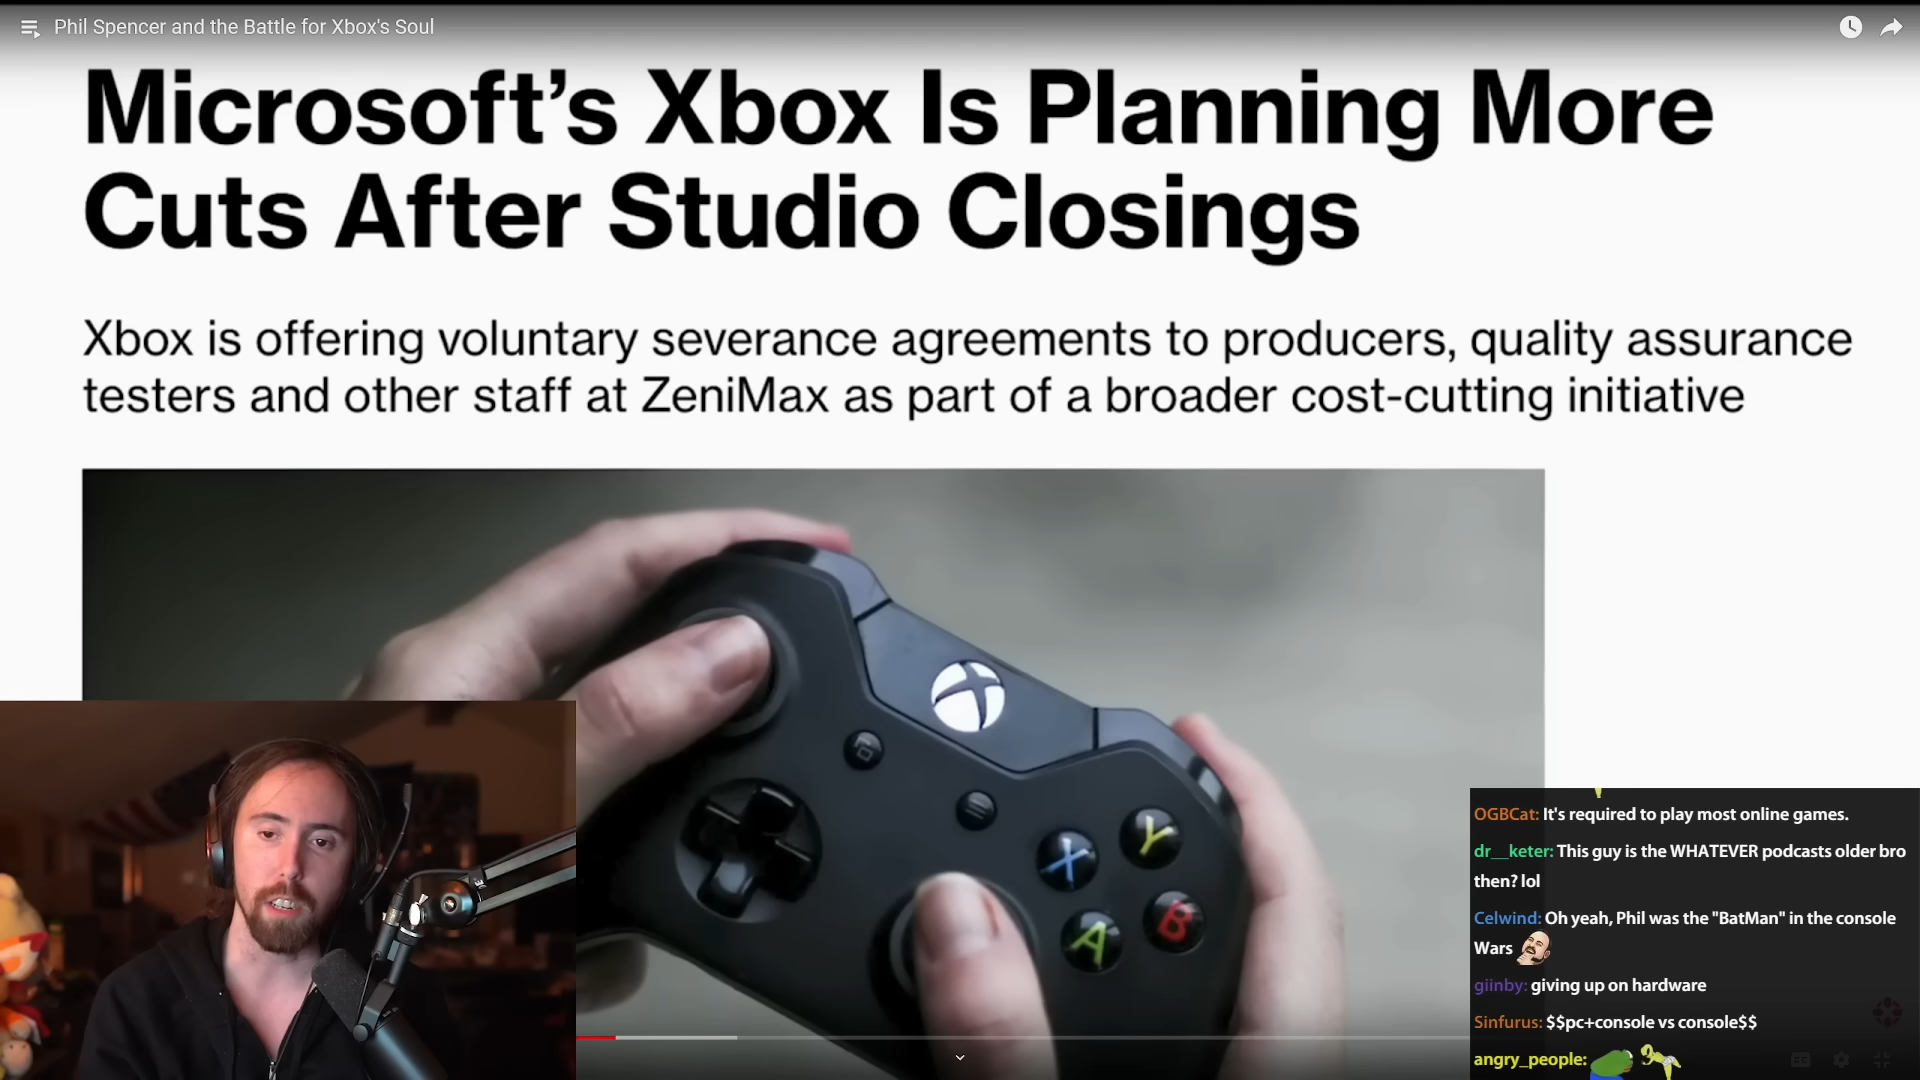 Phil Spencer and the Battle for Xbox's Soul
Microsoft’s Xbox Is Planning More
Cuts After Studio Closings
Xbox is offering voluntary severance agreements to producers, quality assurance
testers and other staff at ZeniMax as part of a broader cost-cutting initiative
X
Y
A
B
OGBCat: It's required to play most online games.
dr__keter: This guy is the WHATEVER podcasts older bro
then? lol
Celwind: Oh yeah, Phil was the "BatMan" in the console
Wars
giinby: giving up on hardware
Sinfurus: $$pc+console vs console$$
angry_people: